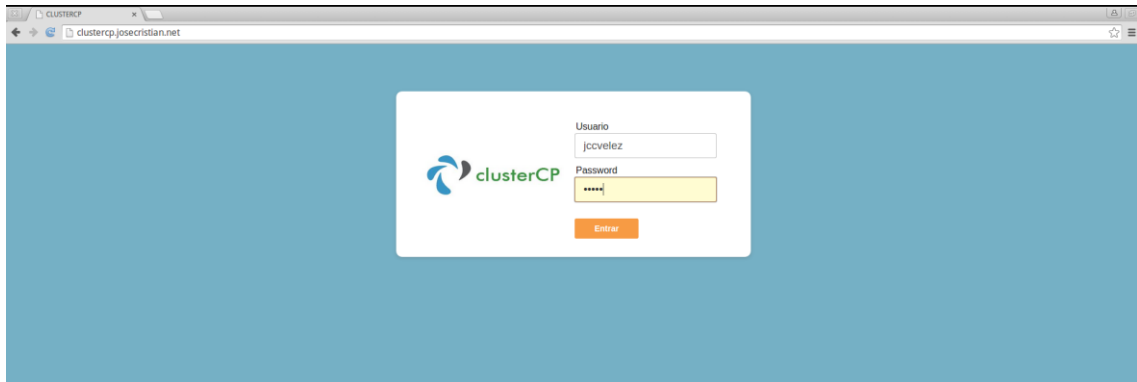 CLUSTERCP
clustercp.josecristian.net
Usuario
jccvelez
clusterCP
Password
•••••
Entrar